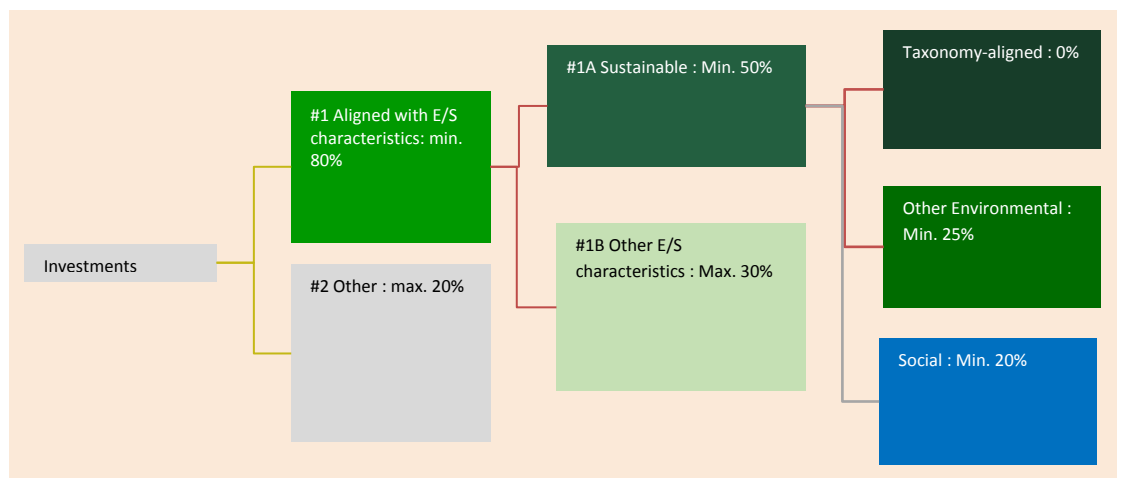 Investments
#1 Aligned with E/S
characteristics: min.
80%
#2 Other : max. 20%
#1A Sustainable : Min. 50%
#1B Other E/S
characteristics : Max. 30%
Taxonomy-aligned : 0%
Other Environmental :
Min. 25%
Social : Min. 20%